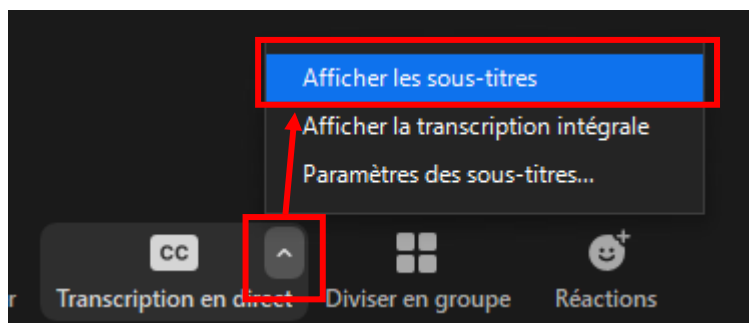 Afficher les sous-titres
Afficher la transcription intégrale
Paramètres des sous-titres...
CC
r Transcription en direct Diviser en groupe Réactions